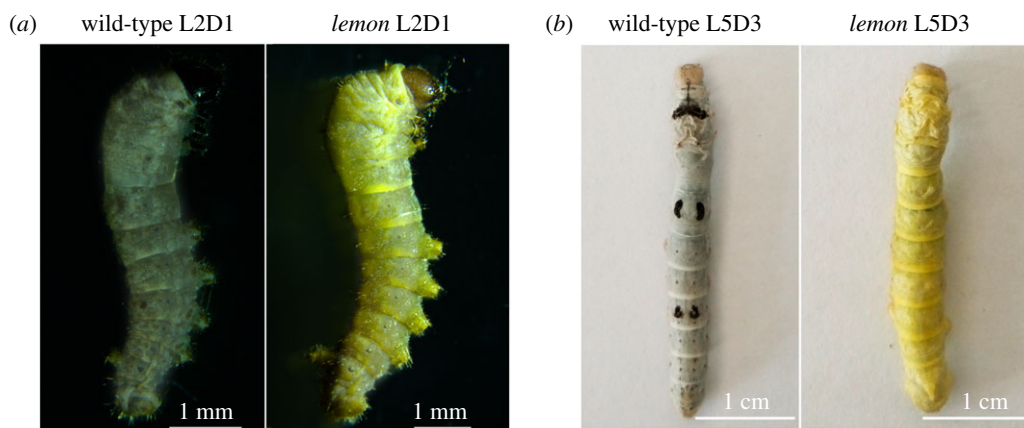 (a) wild-type L2D1 lemon L2D1 (b) wild-type L5D3 lemon L5D3
1 mm 1 mm 1 cm 1 cm